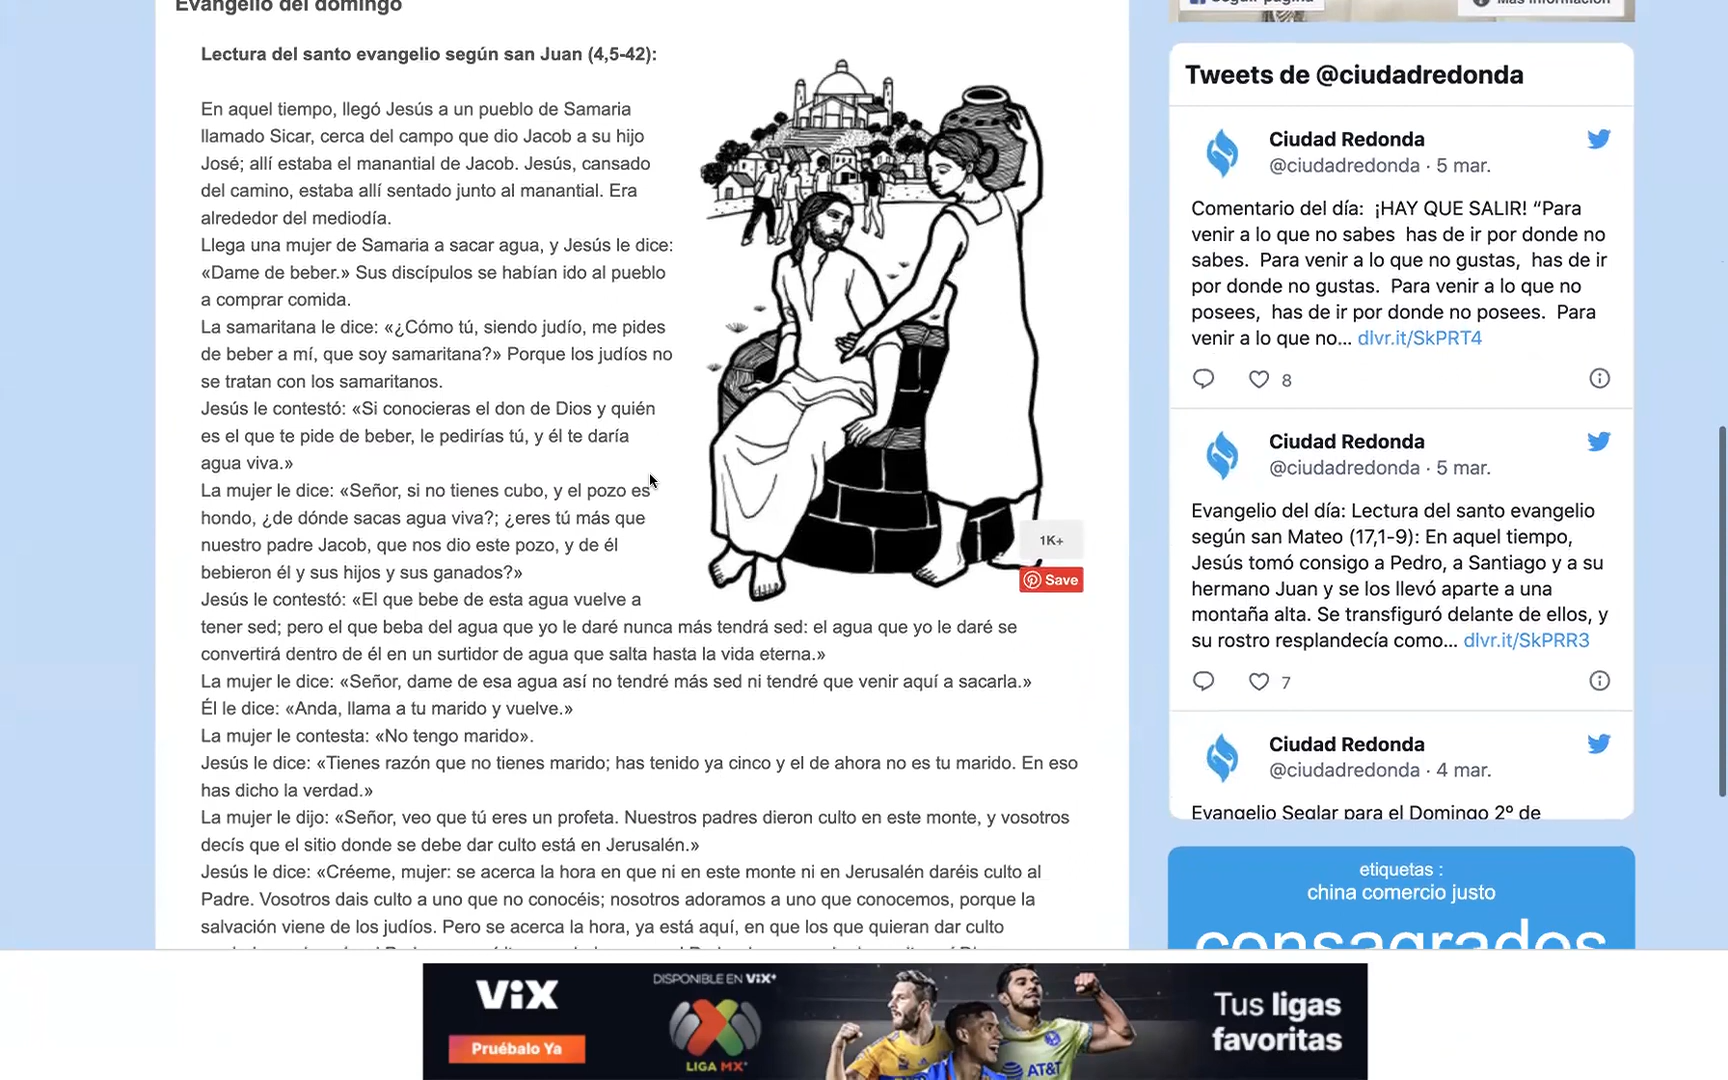 Evangelio del domingo
Lectura del santo evangelio según san Juan (4,5-42):
En aquel tiempo, llegó Jesús a un pueblo de Samaria
llamado Sicar, cerca del campo que dio Jacob a su hijo
José; allí estaba el manantial de Jacob. Jesús, cansado
del camino, estaba allí sentado junto al manantial. Era
alrededor del mediodía.
Llega una mujer de Samaria a sacar agua, y Jesús le dice:
«Dame de beber.» Sus discípulos se habían ido al pueblo
a comprar comida.
La samaritana le dice: «¿Cómo tú, siendo judío, me pides
de beber a mí, que soy samaritana?» Porque los judíos no
se tratan con los samaritanos.
Jesús le contestó: «Si conocieras el don de Dios y quién
es el que te pide de beber, le pedirías tú, y él te daría
agua viva.»
La mujer le dice: «Señor, si no tienes cubo, y el pozo es
hondo, ¿de dónde sacas agua viva?; ¿eres tú más que
nuestro padre Jacob, que nos dio este pozo, y de él
bebieron él y sus hijos y sus ganados?»
Jesús le contestó: «El que bebe de esta agua vuelve a
tener sed; pero el que beba del agua que yo le daré nunca más tendrá sed: el agua que yo le daré se
convertirá dentro de él en un surtidor de agua que salta hasta la vida eterna.»
La mujer le dice: «Señor, dame de esa agua así no tendré más sed ni tendré que venir aquí a sacarla.»
Él le dice: «Anda, llama a tu marido y vuelve.»
La mujer le contesta: «No tengo marido».
Jesús le dice: «Tienes razón que no tienes marido; has tenido ya cinco y el de ahora no es tu marido. En eso
has dicho la verdad.»
La mujer le dijo: «Señor, veo que tú eres un profeta. Nuestros padres dieron culto en este monte, y vosotros
decís que el sitio donde se debe dar culto está en Jerusalén.»
Jesús le dice: «Créeme, mujer: se acerca la hora en que ni en este monte ni en Jerusalén daréis culto al
Padre. Vosotros dais culto a uno que no conocéis; nosotros adoramos a uno que conocemos, porque la
salvación viene de los judíos. Pero se acerca la hora, ya está aquí, en que los que quieran dar culto
1K+
Save
Seguir página
Más información
Tweets de @ciudadredonda
Ciudad Redonda
@ciudadredonda · 5 mar.
Comentario del día: ¡HAY QUE SALIR! “Para
venir a lo que no sabes has de ir por donde no
sabes. Para venir a lo que no gustas, has de ir
por donde no gustas. Para venir a lo que no
posees, has de ir por donde no posees. Para
venir a lo que no... dlvr.it/SkPRT4
8
Ciudad Redonda
@ciudadredonda · 5 mar.
Evangelio del día: Lectura del santo evangelio
según san Mateo (17,1-9): En aquel tiempo,
Jesús tomó consigo a Pedro, a Santiago y a su
hermano Juan y se los llevó aparte a una
montaña alta. Se transfiguró delante de ellos, y
su rostro resplandecía como... dlvr.it/SkPRR3
7
Ciudad Redonda
@ciudadredonda · 4 mar.
Evangelio Seglar para el Domingo 2º de
etiquetas :
china comercio justo
consagrados
ViX
Pruébalo Ya
DISPONIBLE EN ViX+
LIGA MX
AT&T
Tus ligas
favoritas